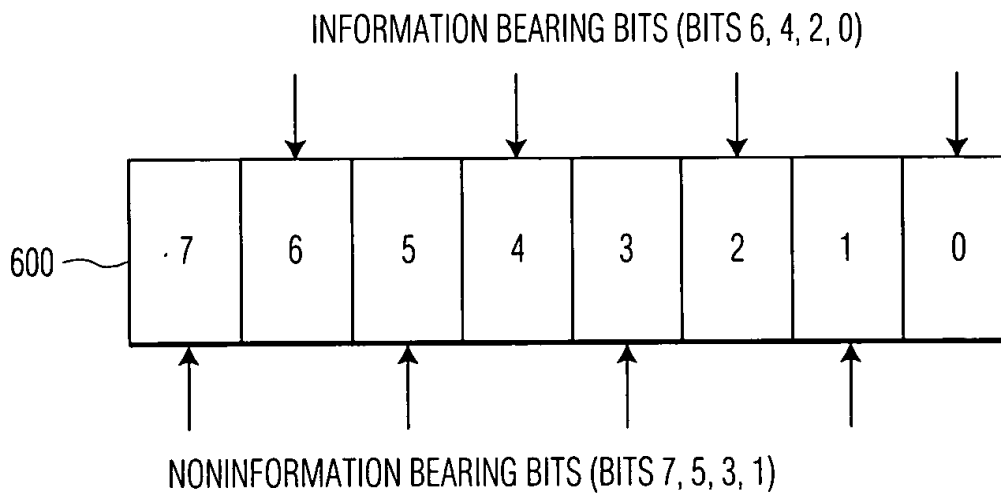 INFORMATION BEARING BITS (BITS 6, 4, 2, 0)
600 7 6 5 4 3 2 1 0
NONINFORMATION BEARING BITS (BITS 7, 5, 3, 1)